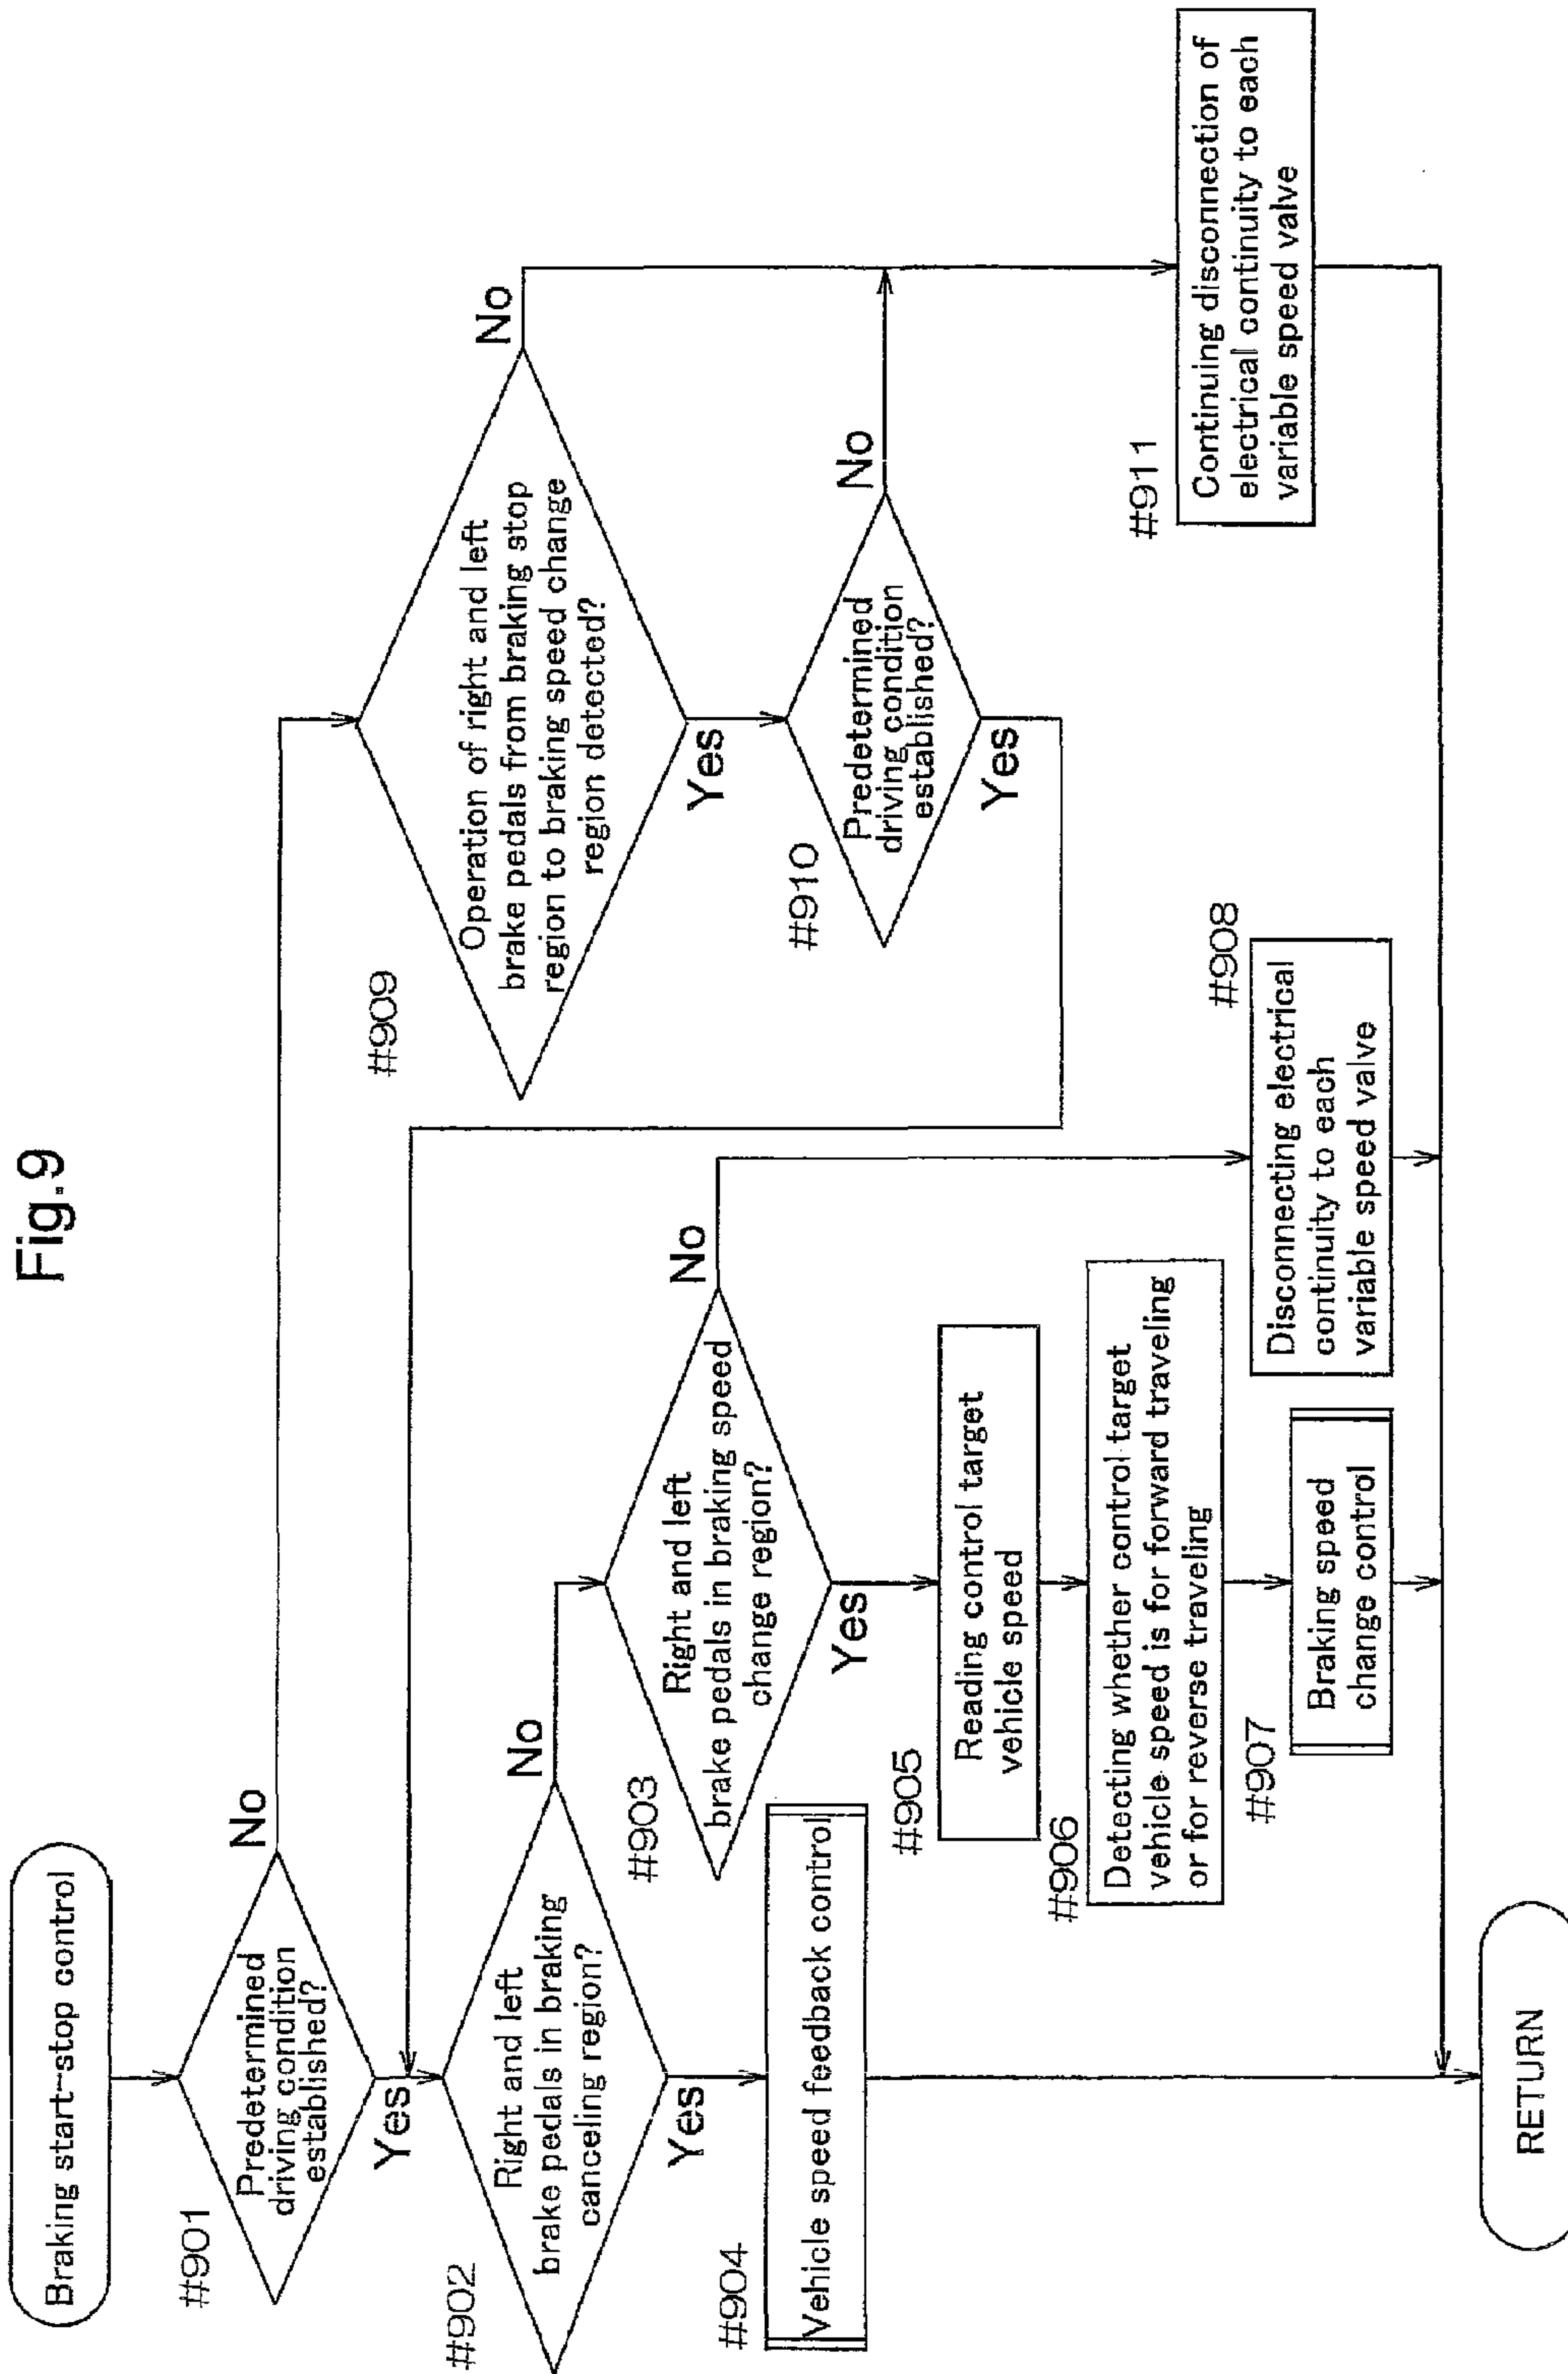 Fig.9
Braking start-stop control
#901
Predetermined
driving condition
established?
No
Yes
#902
Right and left
brake pedals in braking
canceling region?
No
Yes
#903
Right and left
brake pedals in braking speed
change region?
No
Yes
#904
Vehicle speed feedback control
#905
Reading control target
vehicle speed
#906
Detecting whether control target
vehicle speed is for forward traveling
or for reverse traveling
#907
Braking speed
change control
#908
Disconnecting electrical
continuity to each
variable speed valve
#909
Operation of right and left
brake pedals from braking stop
region to braking speed change
region detected?
No
Yes
#910
Predetermined
driving condition
established?
No
Yes
#911
Continuing disconnection of
electrical continuity to each
variable speed valve
RETURN